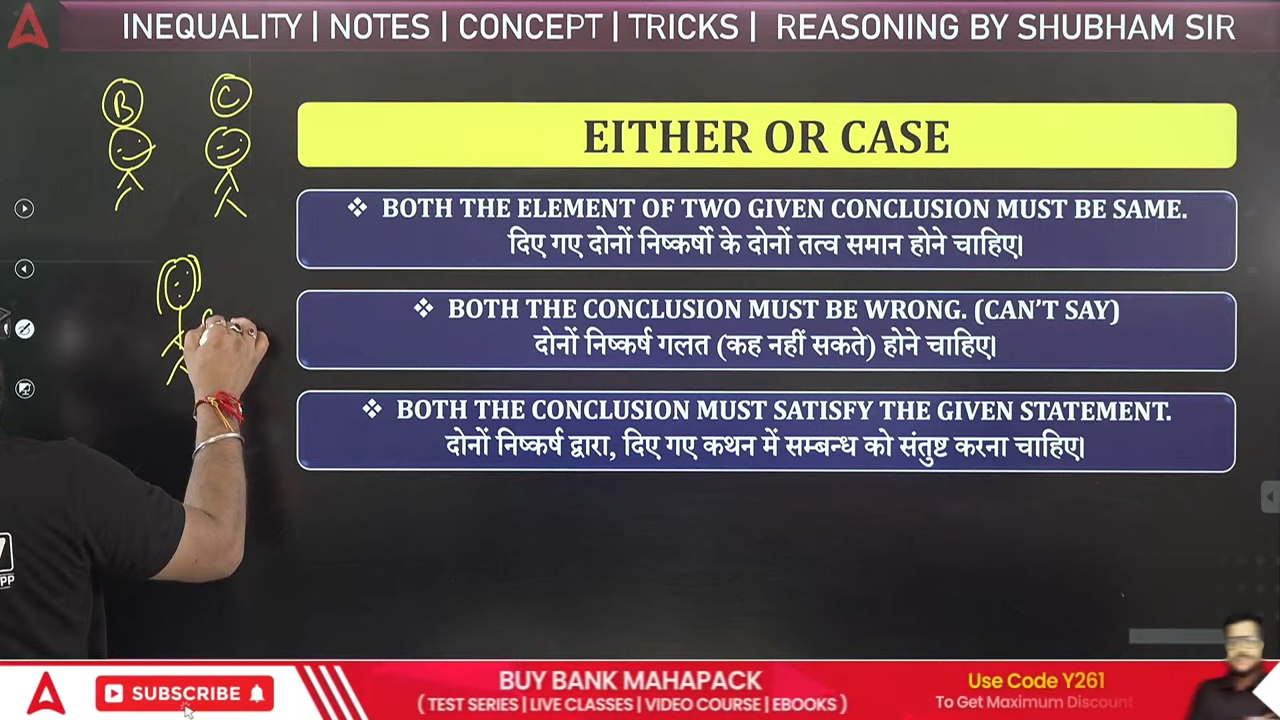 INEQUALITY | NOTES | CONCEPT | TRICKS | REASONING BY SHUBHAM SIR
B
C
EITHER OR CASE
❖ BOTH THE ELEMENT OF TWO GIVEN CONCLUSION MUST BE SAME.
दिए गए दोनों निष्कर्षो के दोनों तत्व समान होने चाहिए।
❖ BOTH THE CONCLUSION MUST BE WRONG. (CAN'T SAY)
दोनों निष्कर्ष गलत (कह नहीं सकते) होने चाहिए।
❖ BOTH THE CONCLUSION MUST SATISFY THE GIVEN STATEMENT.
दोनों निष्कर्ष द्वारा, दिए गए कथन में सम्बन्ध को संतुष्ट करना चाहिए।
SUBSCRIBE
BUY BANK MAHAPACK
( TEST SERIES | LIVE CLASSES | VIDEO COURSE | EBOOKS )
Use Code Y261
To Get Maximum Discount